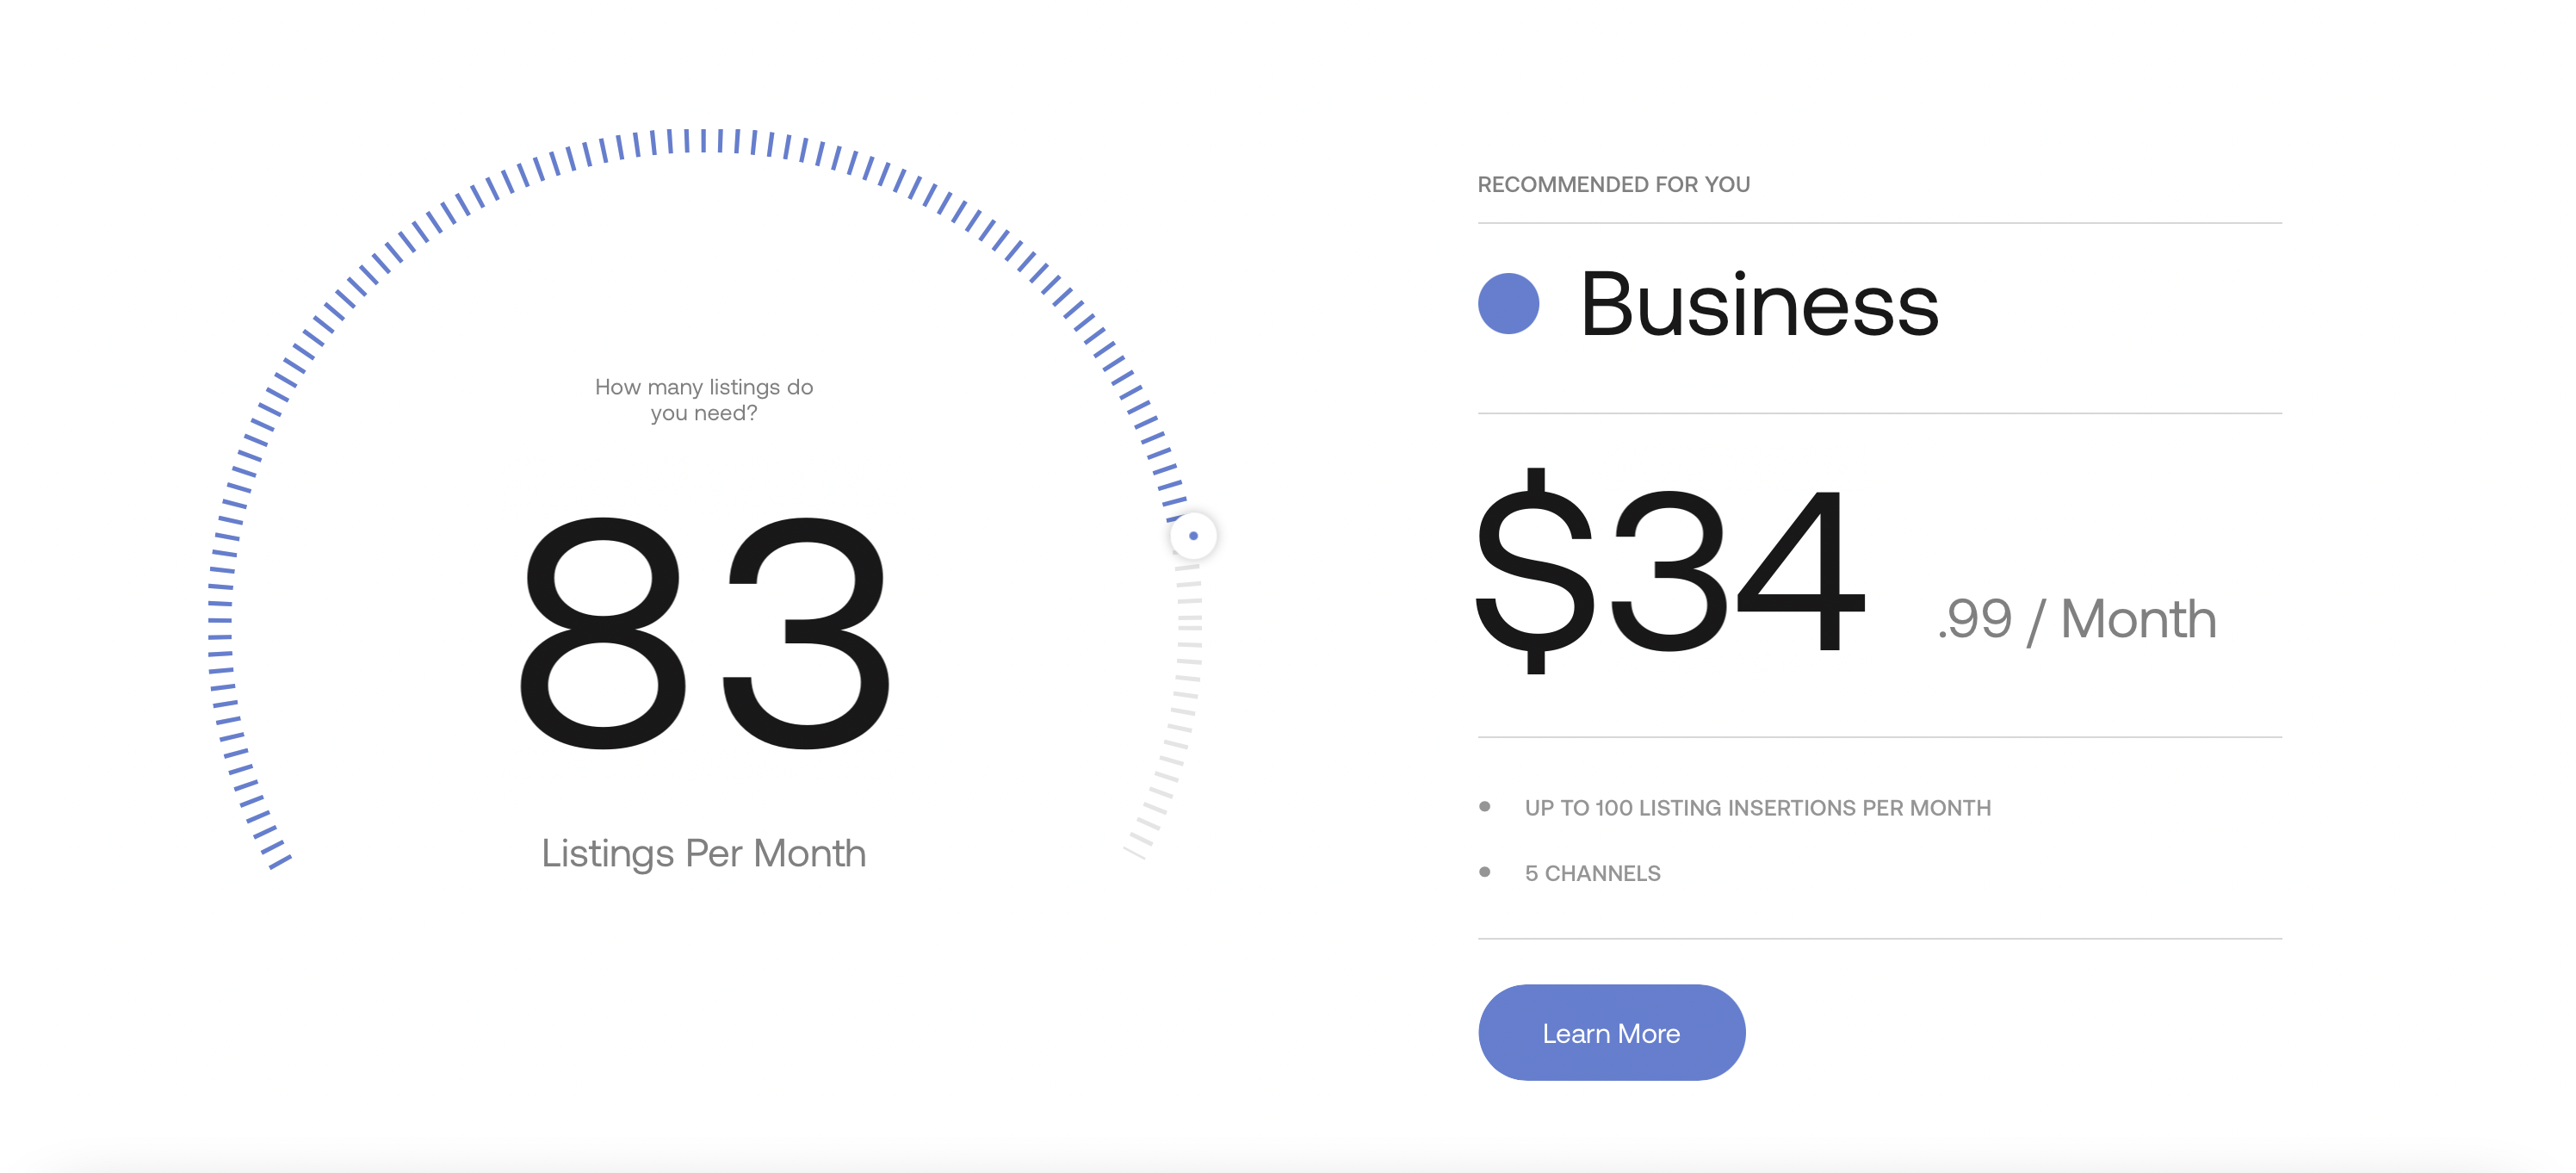 How many listings do
you need?
83
Listings Per Month
RECOMMENDED FOR YOU
Business
$34 .99 / Month
UP TO 100 LISTING INSERTIONS PER MONTH
5 CHANNELS
Learn More